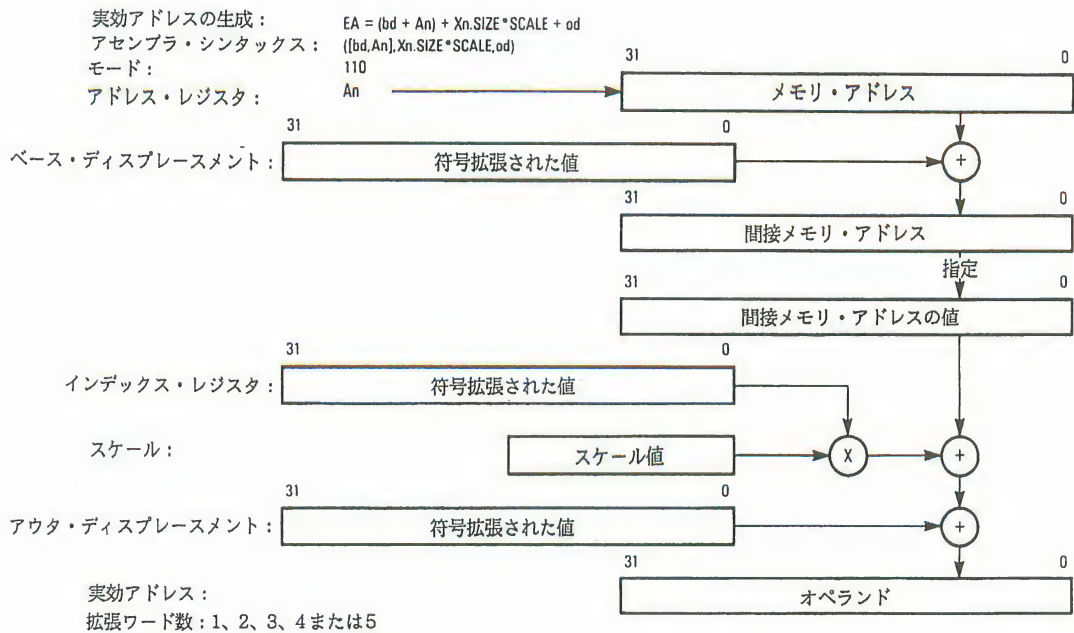 実効アドレスの生成: EA = (bd + An) + Xn.SIZE*SCALE + od
アセンブラ・シンタックス: ([bd,An],Xn.SIZE*SCALE,od)
モード: 110
31 0
アドレス・レジスタ: An メモリ・アドレス
31 0
ベース・ディスプレースメント: 符号拡張された値 +
31 0
間接メモリ・アドレス
指定
31 0
間接メモリ・アドレスの値
31 0
インデックス・レジスタ: 符号拡張された値
スケール: スケール値 X +
31 0
アウタ・ディスプレースメント: 符号拡張された値 +
31 0
実効アドレス: オペランド
拡張ワード数:1、2、3、4または5